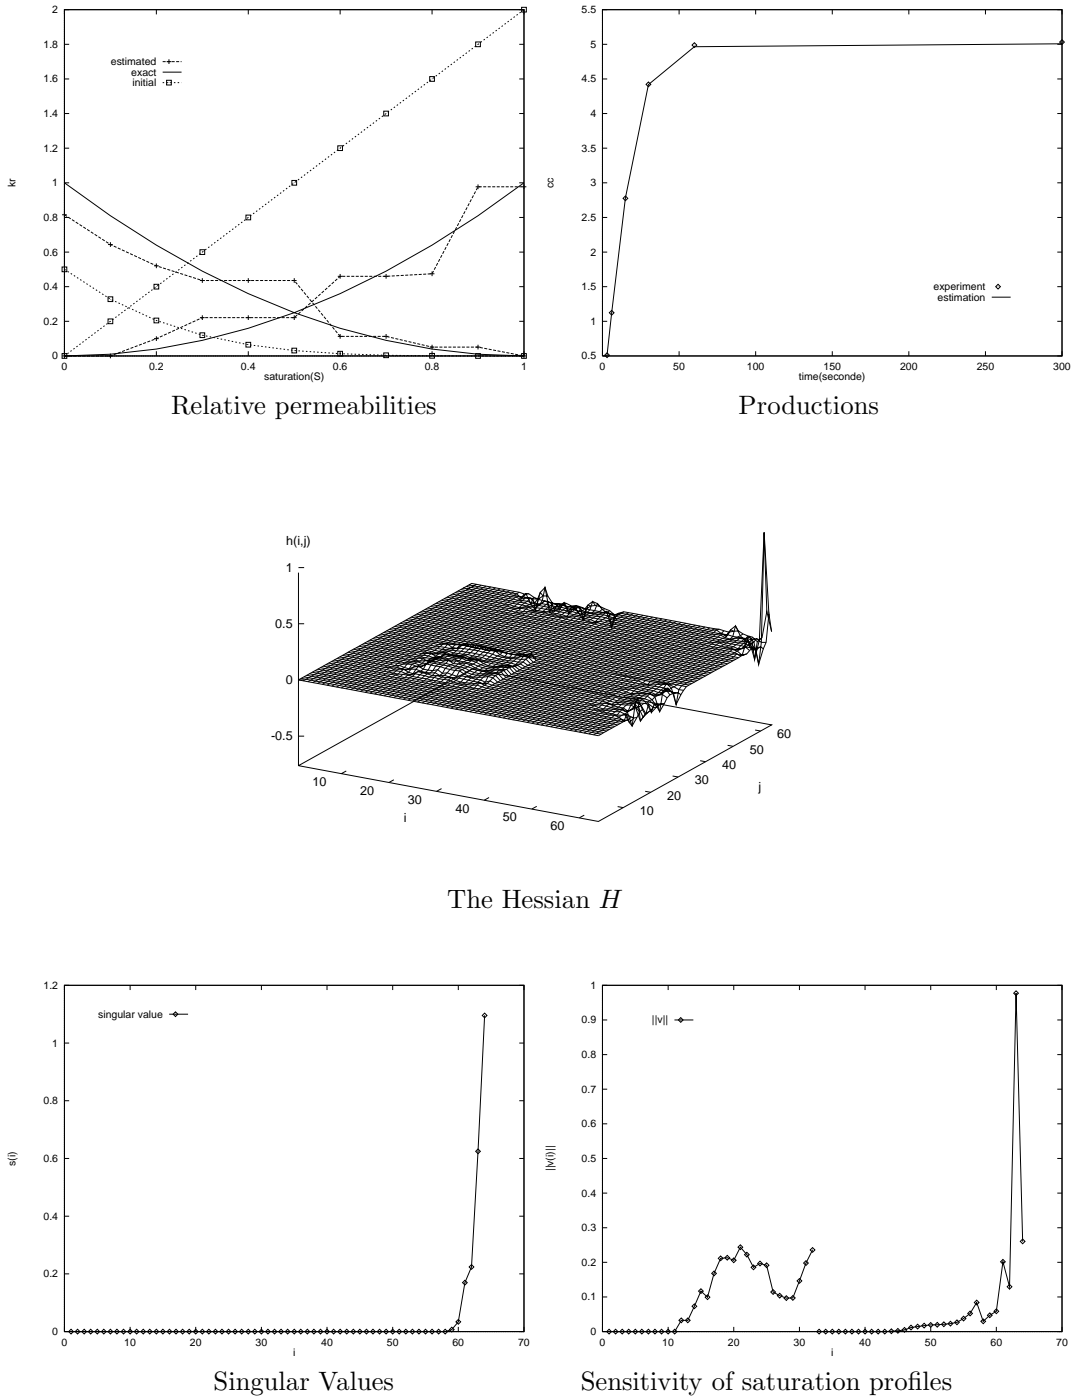 2
1.8
1.6
1.4
1.2
1
0.8
0.6
0.4
0.2
0
kr
estimated
exact
initial
0 0.2 0.4 0.6 0.8 1
saturation(S)
Relative permeabilities
5.5
5
4.5
4
3.5
3
2.5
2
1.5
1
0.5
cc
experiment
estimation
0 50 100 150 200 250 300
time(seconde)
Productions
h(i,j)
1
0.5
0
-0.5
10 20 30 40 50 60
i
10 20 30 40 50 60
j
The Hessian H
1.2
1
0.8
0.6
0.4
0.2
0
s(i)
singular value
0 10 20 30 40 50 60 70
i
Singular Values
1
0.9
0.8
0.7
0.6
0.5
0.4
0.3
0.2
0.1
0
||v(i)||
||v||
0 10 20 30 40 50 60 70
i
Sensitivity of saturation profiles